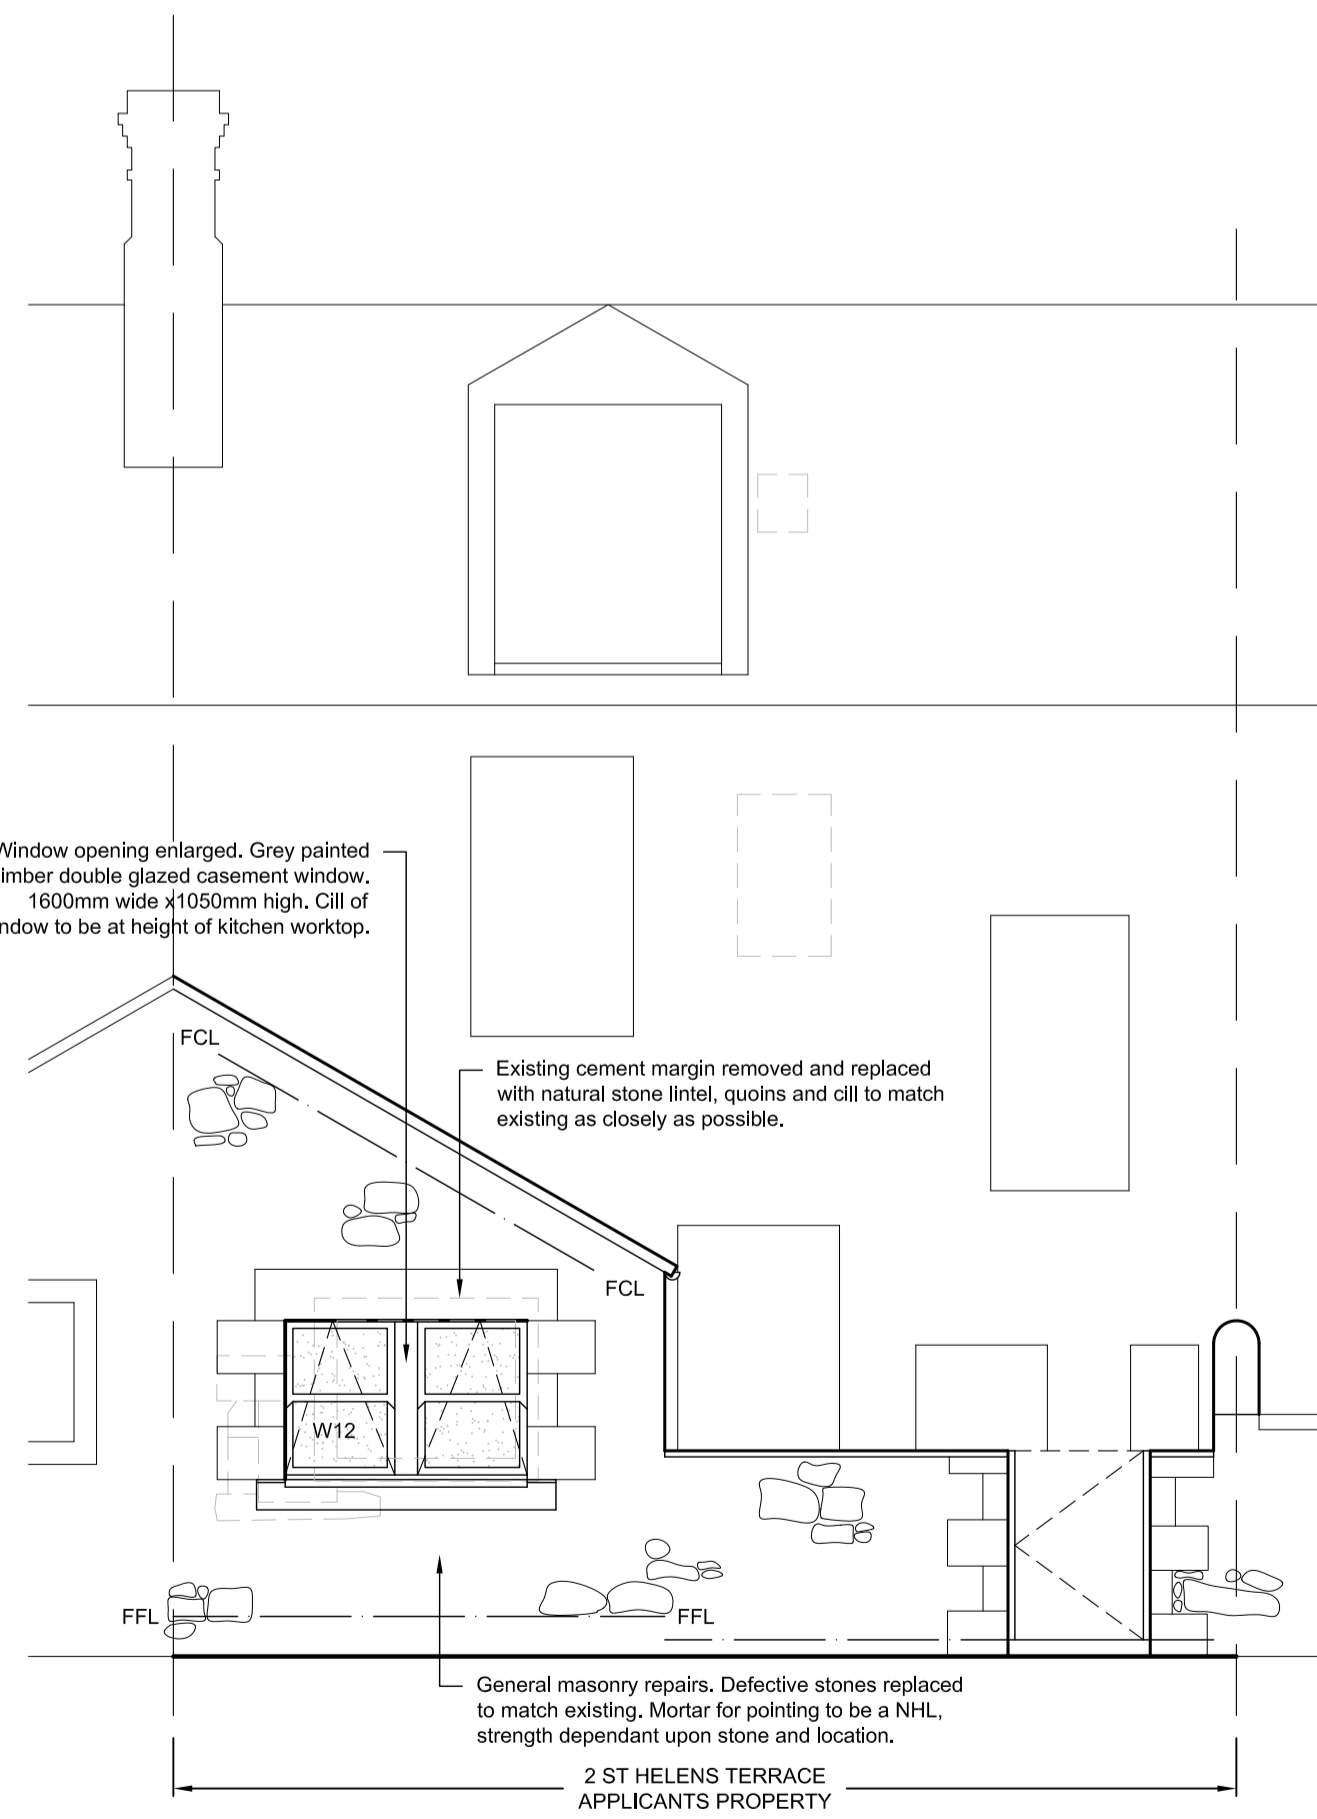 Window opening enlarged. Grey painted
timber double glazed casement window.
1600mm wide x1050mm high. Cill of
window to be at height of kitchen worktop.
FCL
Existing cement margin removed and replaced
with natural stone lintel, quoins and cill to match
existing as closely as possible.
FCL
W12
FFL
FFL
General masonry repairs. Defective stones replaced
to match existing. Mortar for pointing to be a NHL,
strength dependant upon stone and location.
2 ST HELENS TERRACE
APPLICANTS PROPERTY